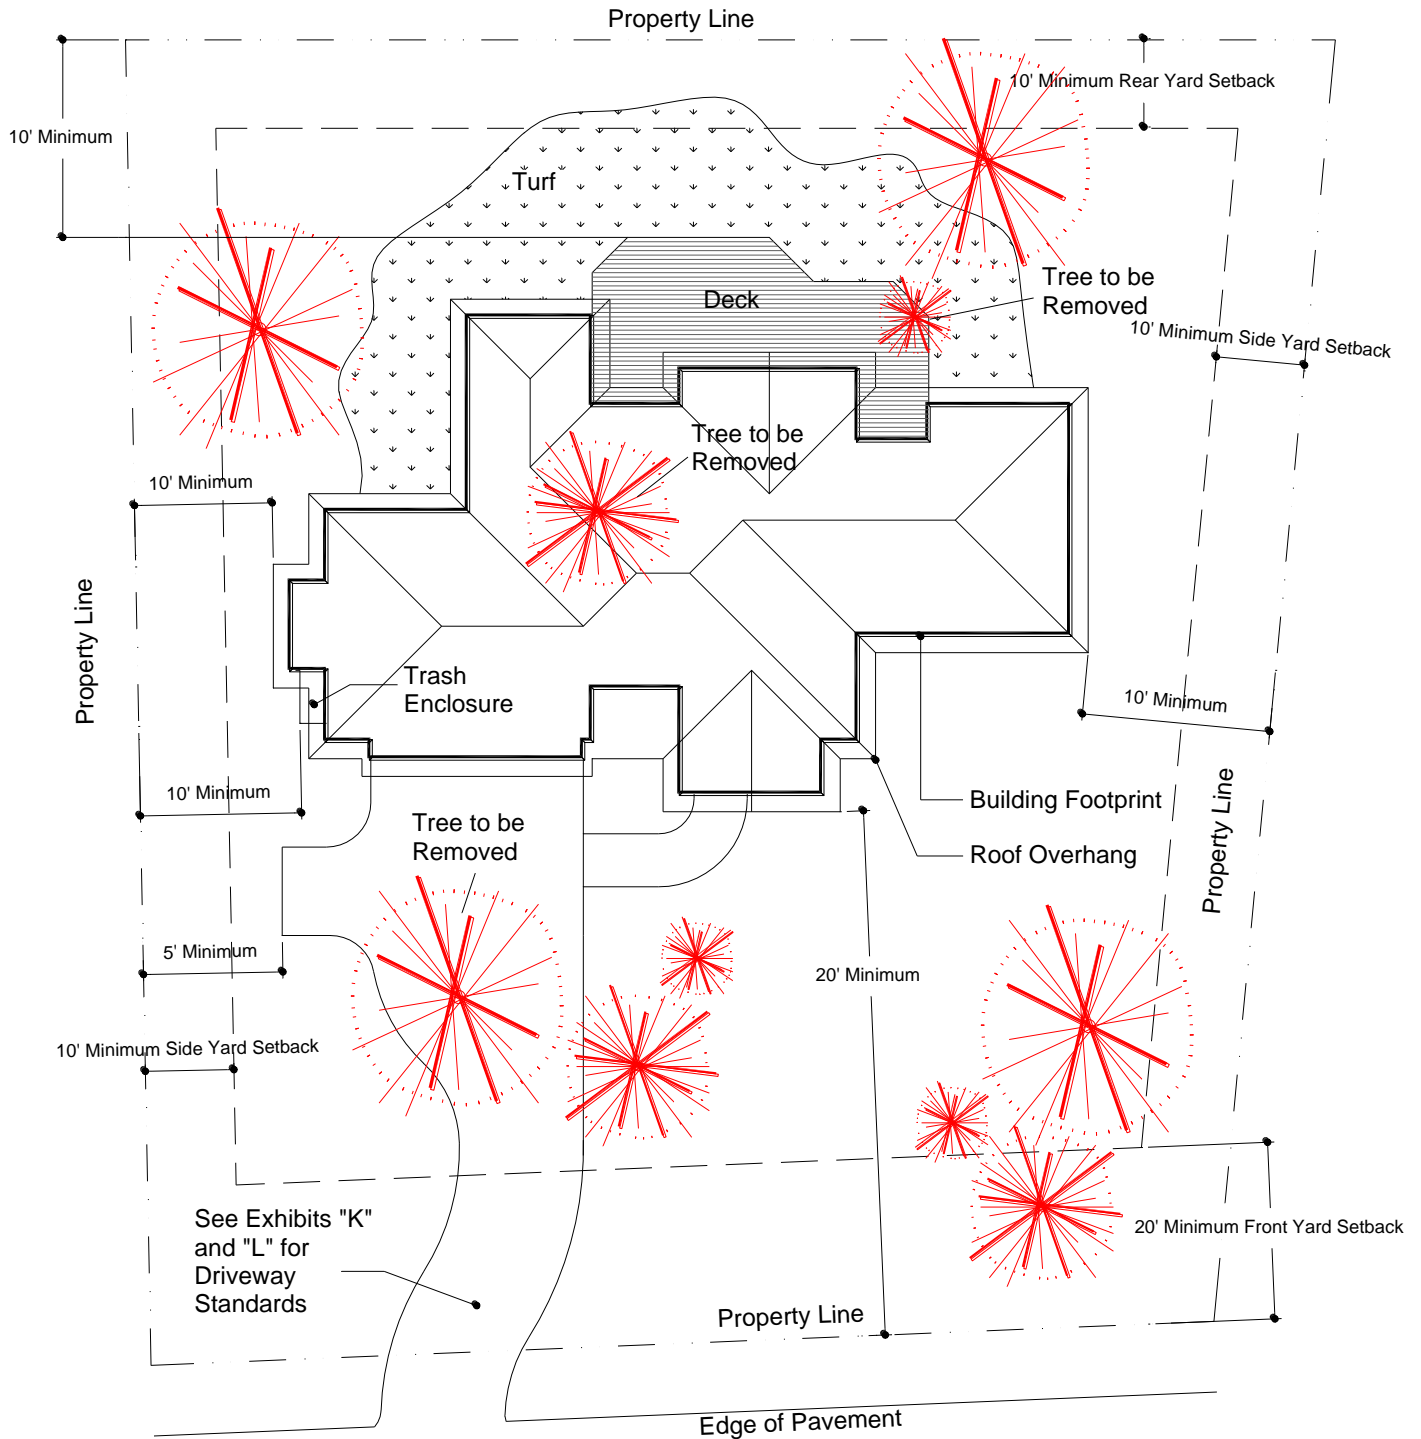 Property Line
10' Minimum Rear Yard Setback
10' Minimum
Turf
Deck
Tree to be
Removed
10' Minimum Side Yard Setback
Tree to be
Removed
10' Minimum
Property Line
Trash
Enclosure
10' Minimum
10' Minimum
Building Footprint
Property Line
Tree to be
Removed
Roof Overhang
5' Minimum
20' Minimum
10' Minimum Side Yard Setback
See Exhibits "K"
and "L" for
Driveway
Standards
20' Minimum Front Yard Setback
Property Line
Edge of Pavement